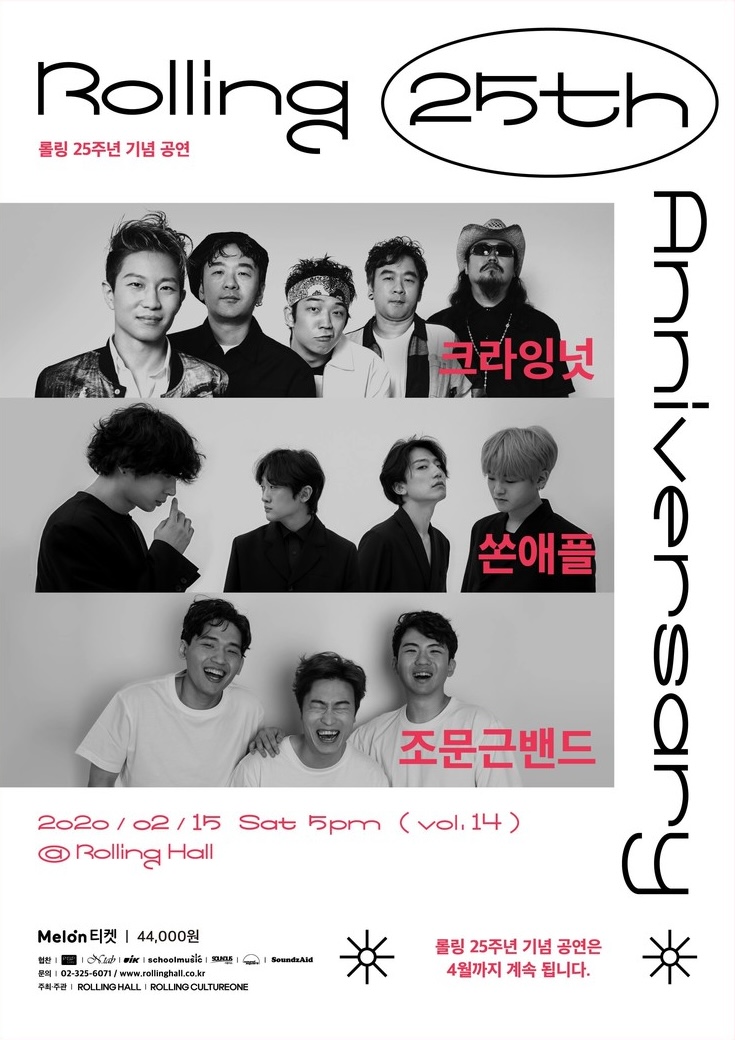 Rolling 25th
롤링 25주년 기념 공연
Anniversary
크라잉넛
쏜애플
조문근밴드
2020 / 02 / 15 Sat 5pm ( vol.14 )
@ Rolling Hall
Melon 티켓 | 44,000원
협찬 | | Ntab | | schoolmusic | | | SoundzAid
문의 | 02-325-6071 / www.rollinghall.co.kr
주최·주관 | ROLLING HALL | ROLLING CULTUREONE
롤링 25주년 기념 공연은
4월까지 계속 됩니다.